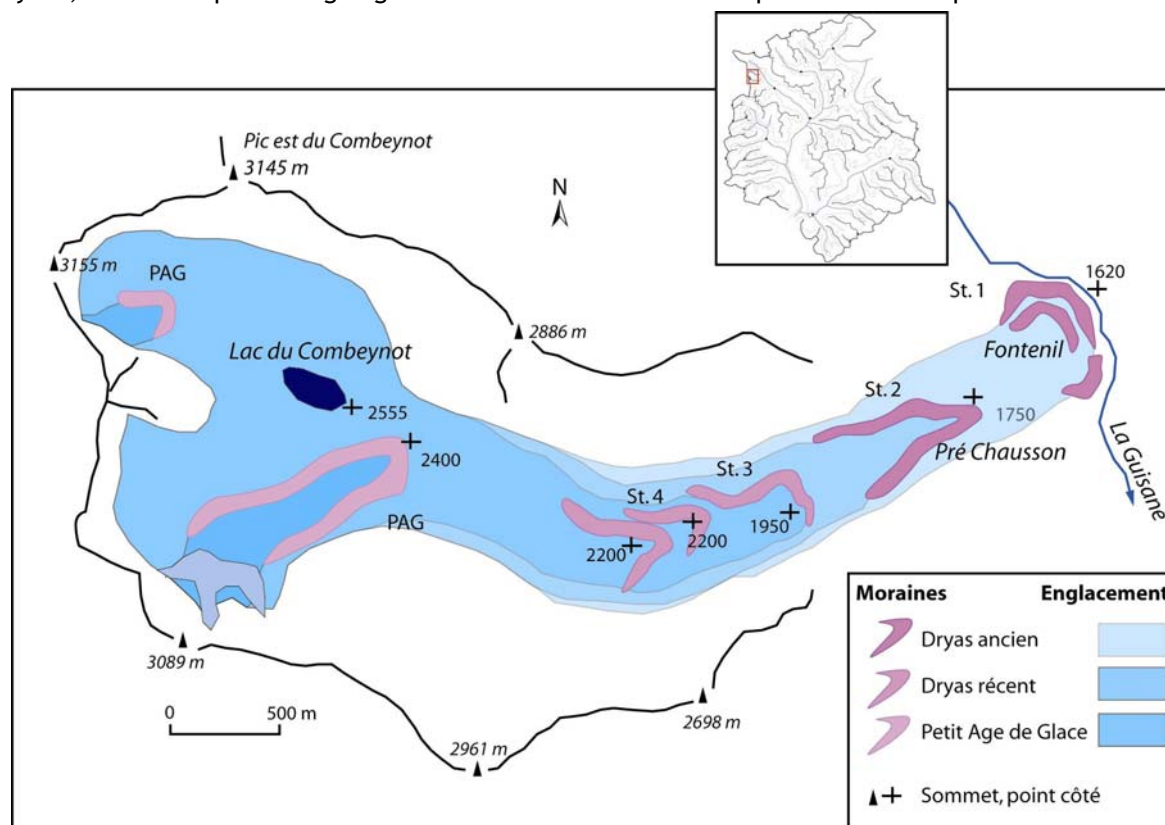 Pic est du Combeynot
3145 m
N
3155 m
PAG
2886 m
St. 1
1620
Lac du Combeynot
Fontenil
2555
St. 2
1750
2400
Pré Chausson
La Guisane
St. 3
St. 4
PAG
1950
2200
2200
Moraines
Englacement
Dryas ancien
Dryas récent
Petit Age de Glace
Sommet, point côté
3089 m
0 500 m
2698 m
2961 m